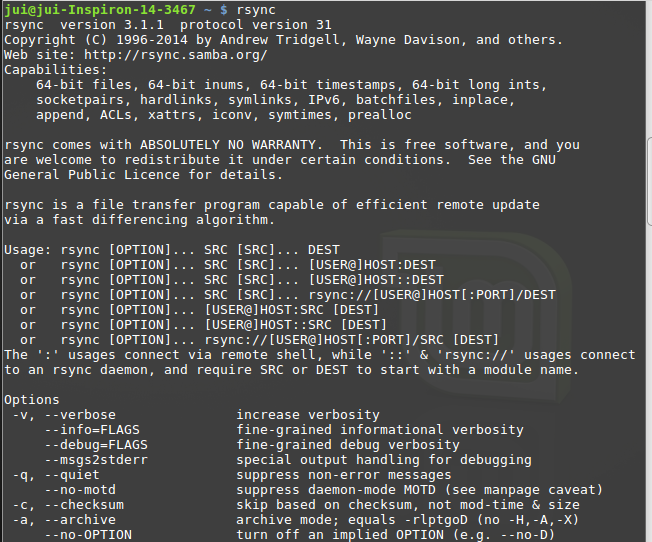 jui@jui-Inspiron-14-3467 ~ $ rsync
rsync  version 3.1.1  protocol version 31
Copyright (C) 1996-2014 by Andrew Tridgell, Wayne Davison, and others.
Web site: http://rsync.samba.org/
Capabilities:
    64-bit files, 64-bit inums, 64-bit timestamps, 64-bit long ints,
    socketpairs, hardlinks, symlinks, IPv6, batchfiles, inplace,
    append, ACLs, xattrs, iconv, symtimes, prealloc

rsync comes with ABSOLUTELY NO WARRANTY.  This is free software, and you
are welcome to redistribute it under certain conditions.  See the GNU
General Public Licence for details.

rsync is a file transfer program capable of efficient remote update
via a fast differencing algorithm.

Usage: rsync [OPTION]... SRC [SRC]... DEST
  or   rsync [OPTION]... SRC [SRC]... [USER@]HOST:DEST
  or   rsync [OPTION]... SRC [SRC]... [USER@]HOST::DEST
  or   rsync [OPTION]... SRC [SRC]... rsync://[USER@]HOST[:PORT]/DEST
  or   rsync [OPTION]... [USER@]HOST:SRC [DEST]
  or   rsync [OPTION]... [USER@]HOST::SRC [DEST]
  or   rsync [OPTION]... rsync://[USER@]HOST[:PORT]/SRC [DEST]
The ':' usages connect via remote shell, while '::' & 'rsync://' usages connect
to an rsync daemon, and require SRC or DEST to start with a module name.

Options
 -v, --verbose               increase verbosity
     --info=FLAGS            fine-grained informational verbosity
     --debug=FLAGS           fine-grained debug verbosity
     --msgs2stderr           special output handling for debugging
 -q, --quiet                 suppress non-error messages
     --no-motd               suppress daemon-mode MOTD (see manpage caveat)
 -c, --checksum              skip based on checksum, not mod-time & size
 -a, --archive               archive mode; equals -rlptgoD (no -H,-A,-X)
     --no-OPTION             turn off an implied OPTION (e.g. --no-D)